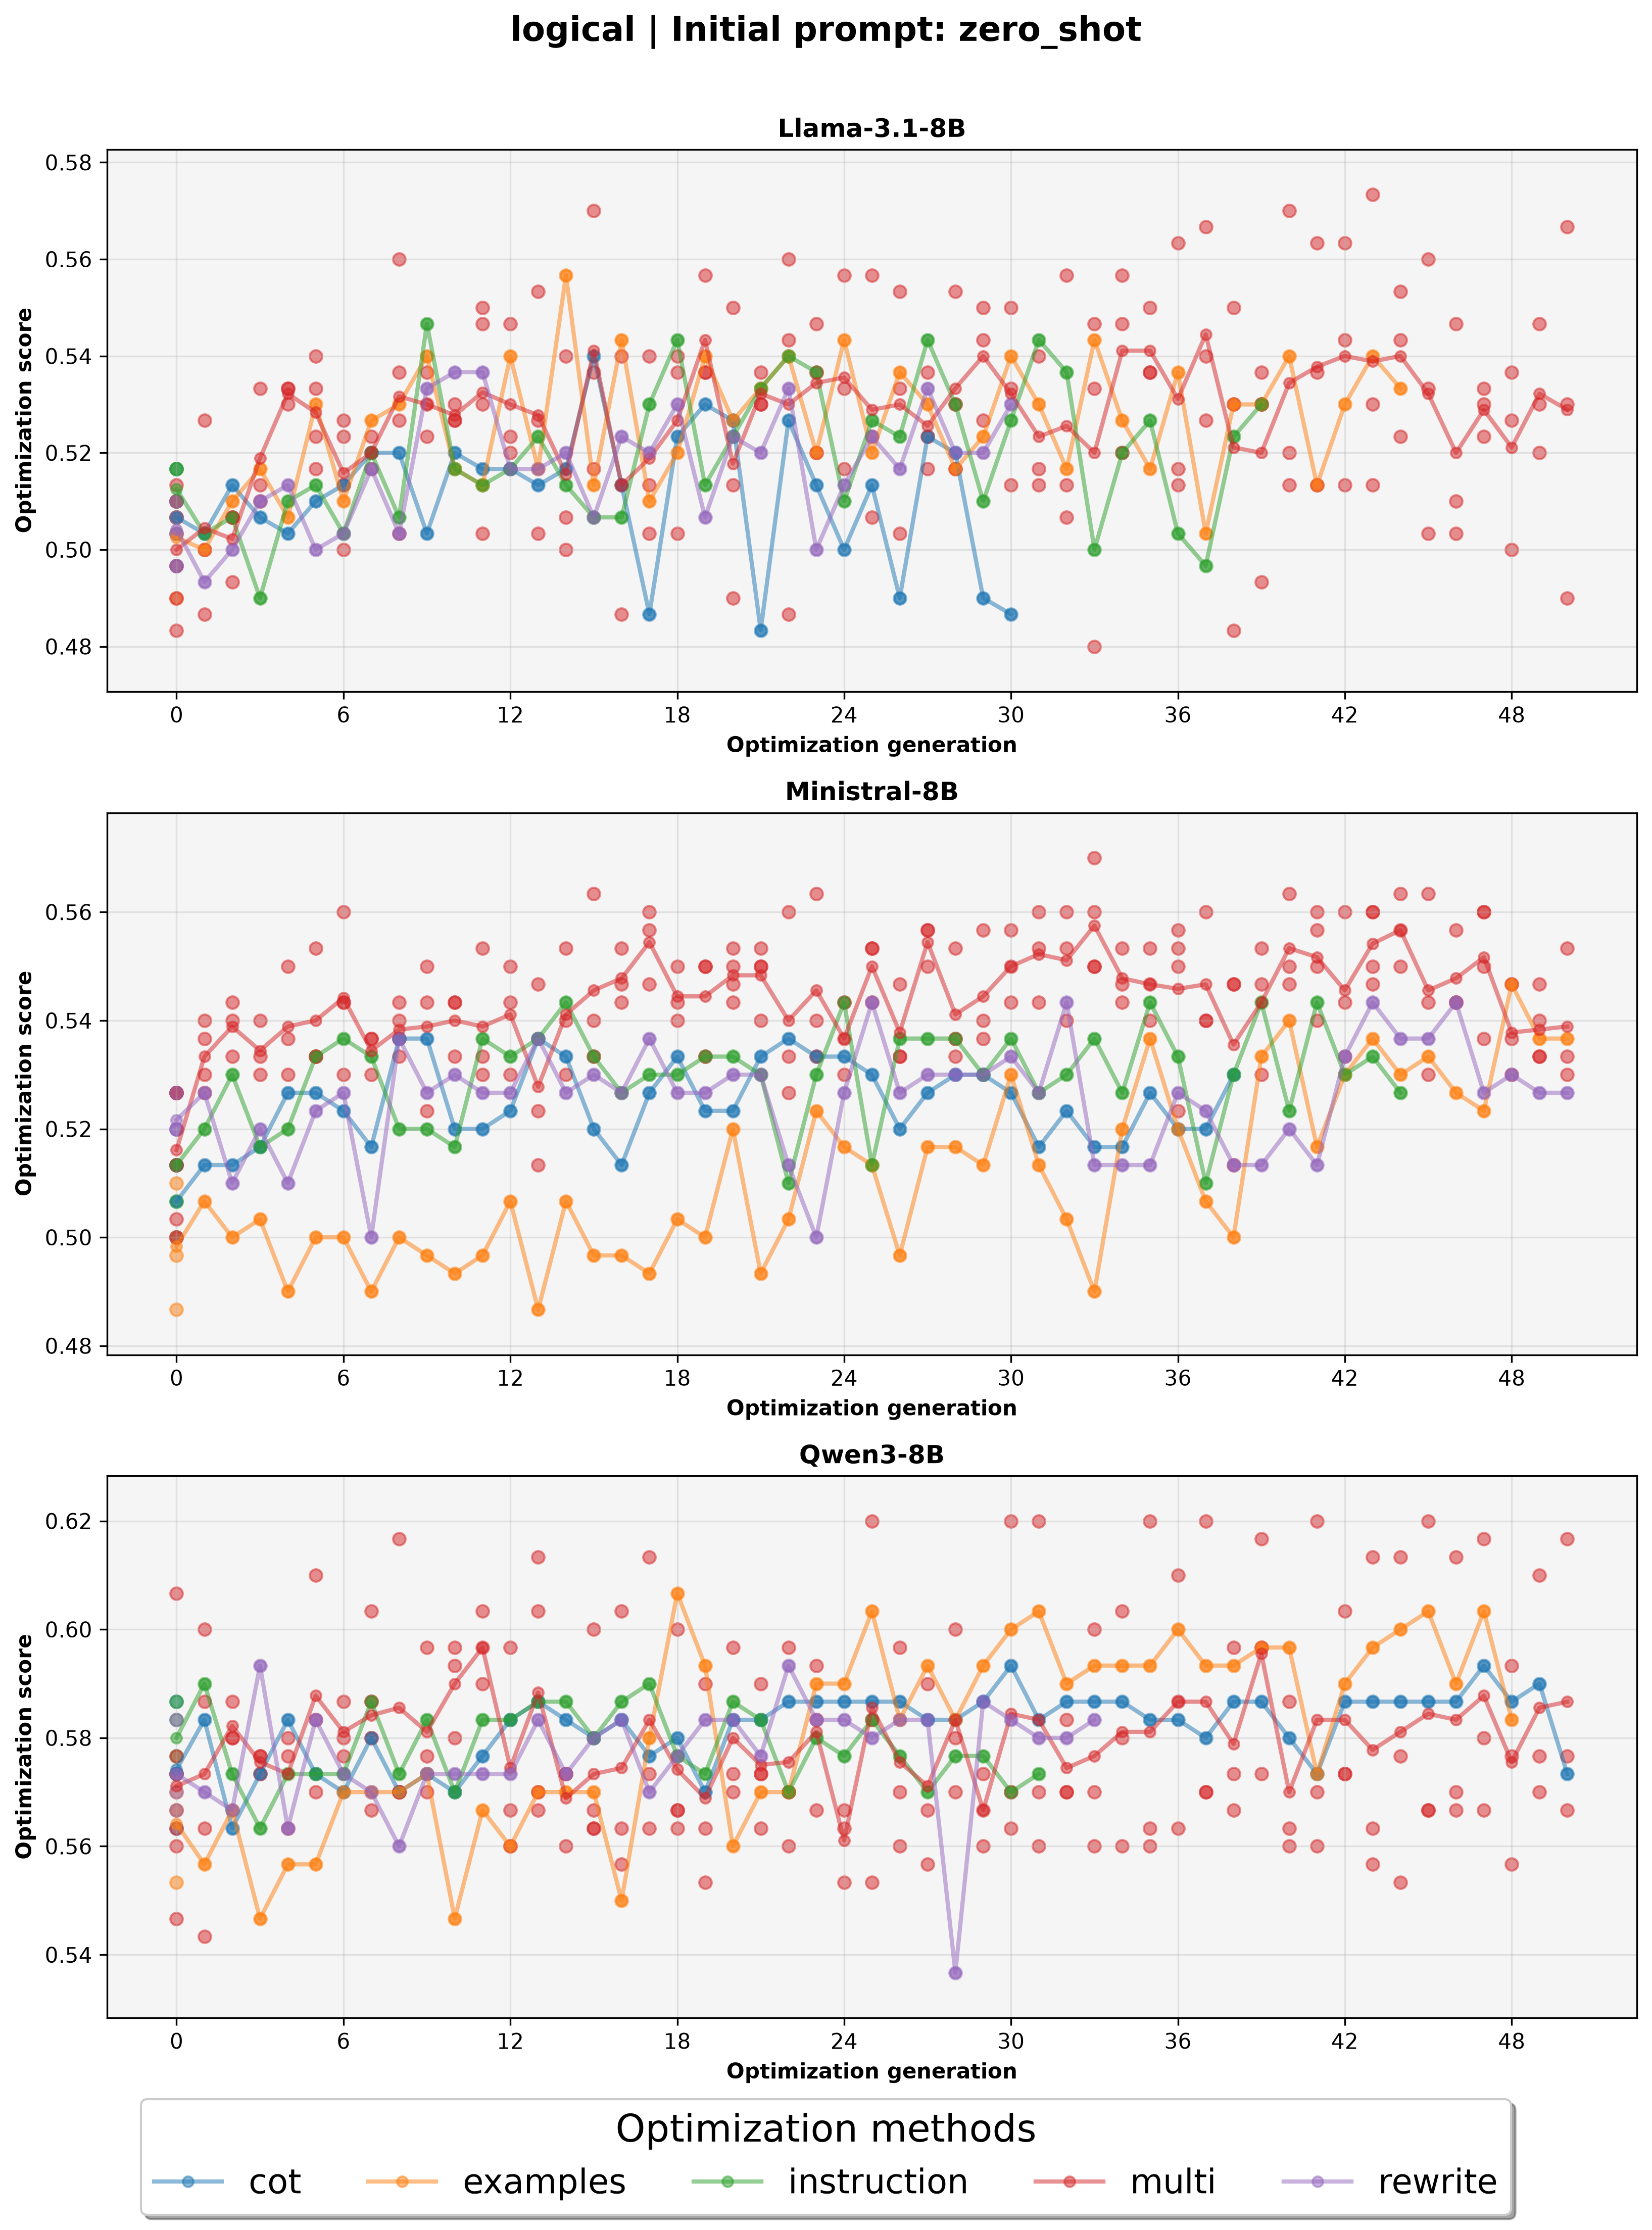 logical | Initial prompt: zero_shot
Llama-3.1-8B
Optimization score
0.58
0.56
0.54
0.52
0.50
0.48
0 6 12 18 24 30 36 42 48
Optimization generation
Ministral-8B
Optimization score
0.56
0.54
0.52
0.50
0.48
0 6 12 18 24 30 36 42 48
Optimization generation
Qwen3-8B
Optimization score
0.62
0.60
0.58
0.56
0.54
0 6 12 18 24 30 36 42 48
Optimization generation
Optimization methods
cot examples instruction multi rewrite